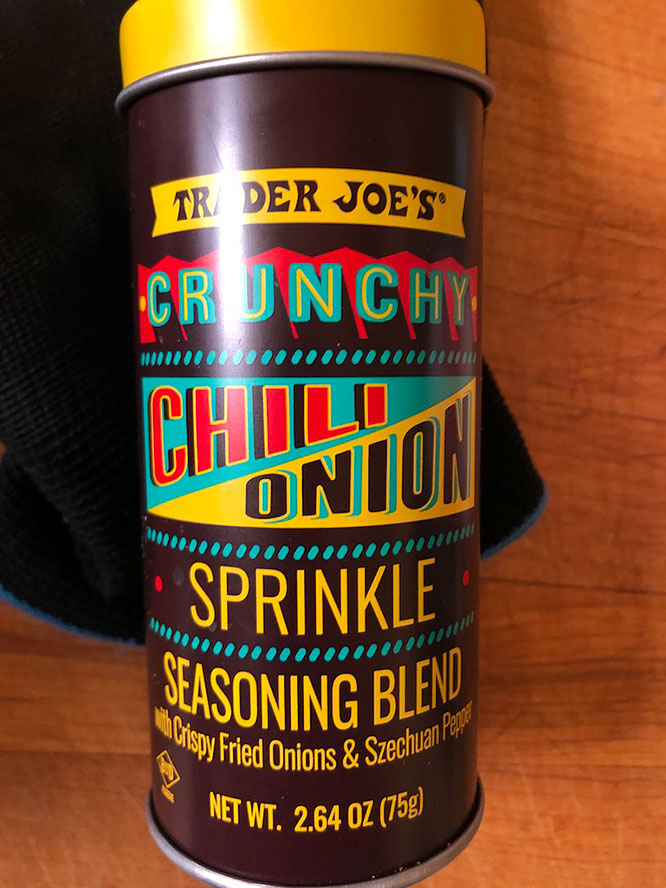 TRADER JOE'S®
CRUNCHY
CHILI
ONION
SPRINKLE
SEASONING BLEND
with Crispy Fried Onions & Szechuan Pepper
NET WT. 2.64 OZ (75g)